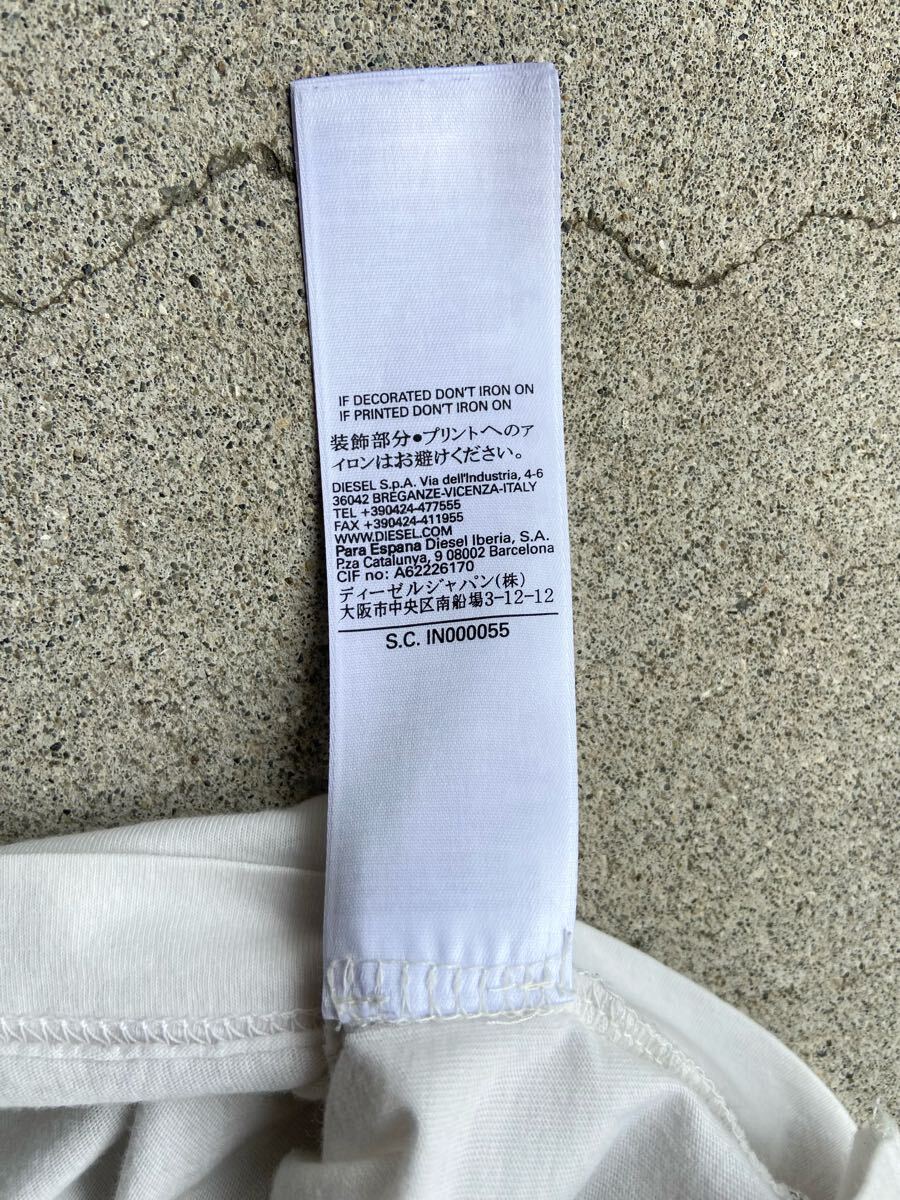 IF DECORATED DON'T IRON ON
IF PRINTED DON'T IRON ON
装飾部分●プリントへのア
イロンはお避けください。
DIESEL S.p.A. Via dell'Industria, 4-6
36042 BREGANZE-VICENZA-ITALY
TEL +390424-477555
FAX +390424-411955
WWW.DIESEL.COM
Para Espana Diesel Iberia, S.A.
P.za Catalunya, 9 08002 Barcelona
CIF no: A62226170
ディーゼルジャパン(株)
大阪市中央区南船場3-12-12
S.C. IN000055